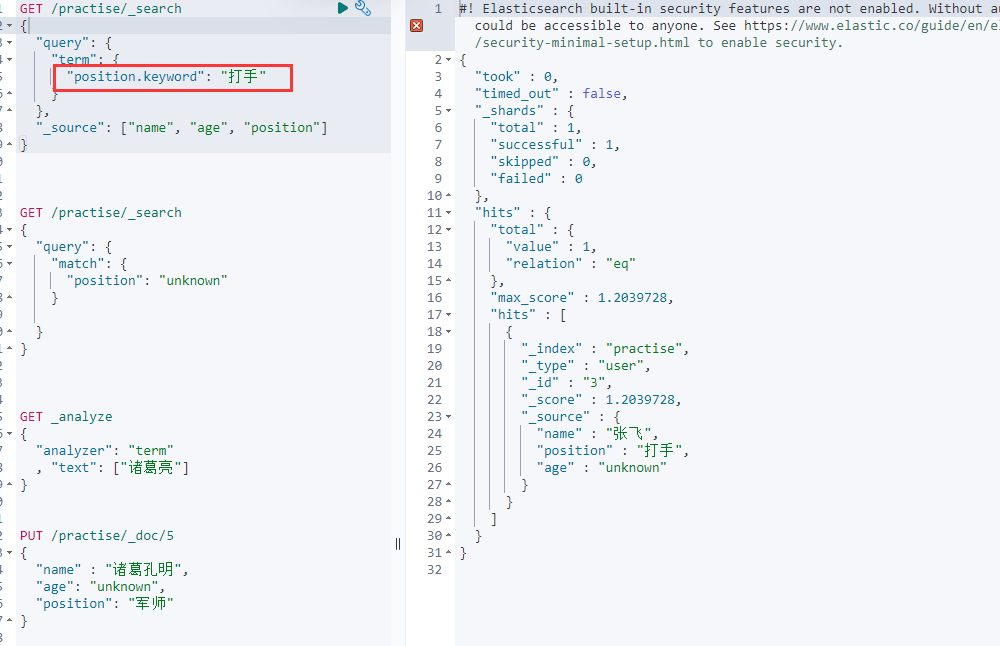 GET /practise/_search
{
"query": {
"term": {
"position.keyword": "打手"
}
},
"_source": ["name", "age", "position"]
}
GET /practise/_search
{
"query": {
"match": {
"position": "unknown"
}
}
}
GET _analyze
{
"analyzer": "term"
, "text": ["诸葛亮"]
}
PUT /practise/_doc/5
{
"name" : "诸葛孔明",
"age": "unknown",
"position": "军师"
}
1 #! Elasticsearch built-in security features are not enabled. Without au
could be accessible to anyone. See https://www.elastic.co/guide/en/el
/security-minimal-setup.html to enable security.
2 {
3 "took" : 0,
4 "timed_out" : false,
5 "_shards" : {
6 "total" : 1,
7 "successful" : 1,
8 "skipped" : 0,
9 "failed" : 0
10 },
11 "hits" : {
12 "total" : {
13 "value" : 1,
14 "relation" : "eq"
15 },
16 "max_score" : 1.2039728,
17 "hits" : [
18 {
19 "_index" : "practise",
20 "_type" : "user",
21 "_id" : "3",
22 "_score" : 1.2039728,
23 "_source" : {
24 "name" : "张飞",
25 "position" : "打手",
26 "age" : "unknown"
27 }
28 }
29 ]
30 }
31 }
32